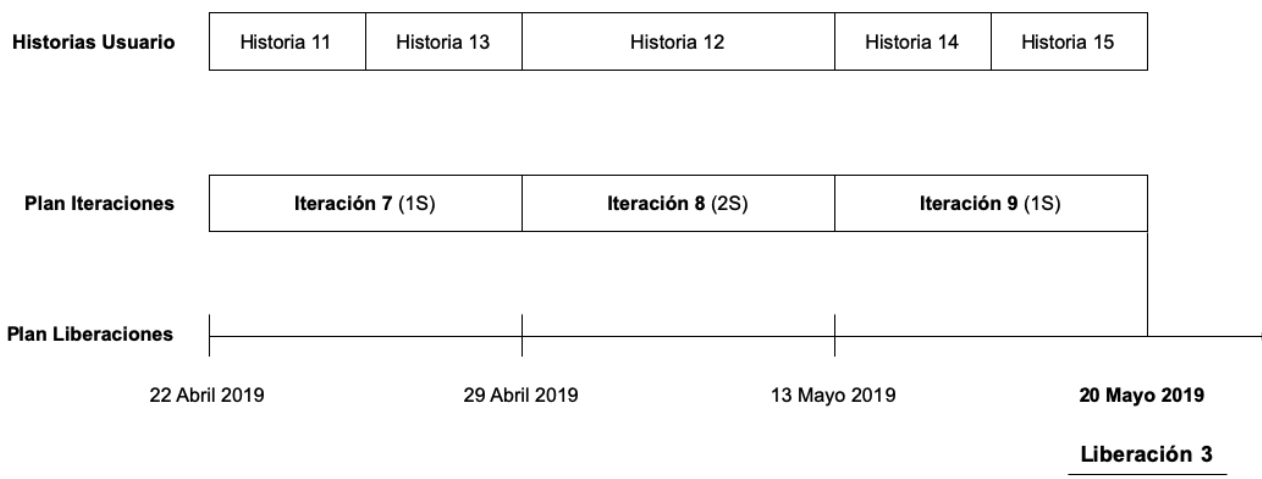 Historias Usuario Historia 11 Historia 13 Historia 12 Historia 14 Historia 15
Plan Iteraciones Iteración 7 (1S) Iteración 8 (2S) Iteración 9 (1S)
Plan Liberaciones
22 Abril 2019 29 Abril 2019 13 Mayo 2019 20 Mayo 2019
Liberación 3